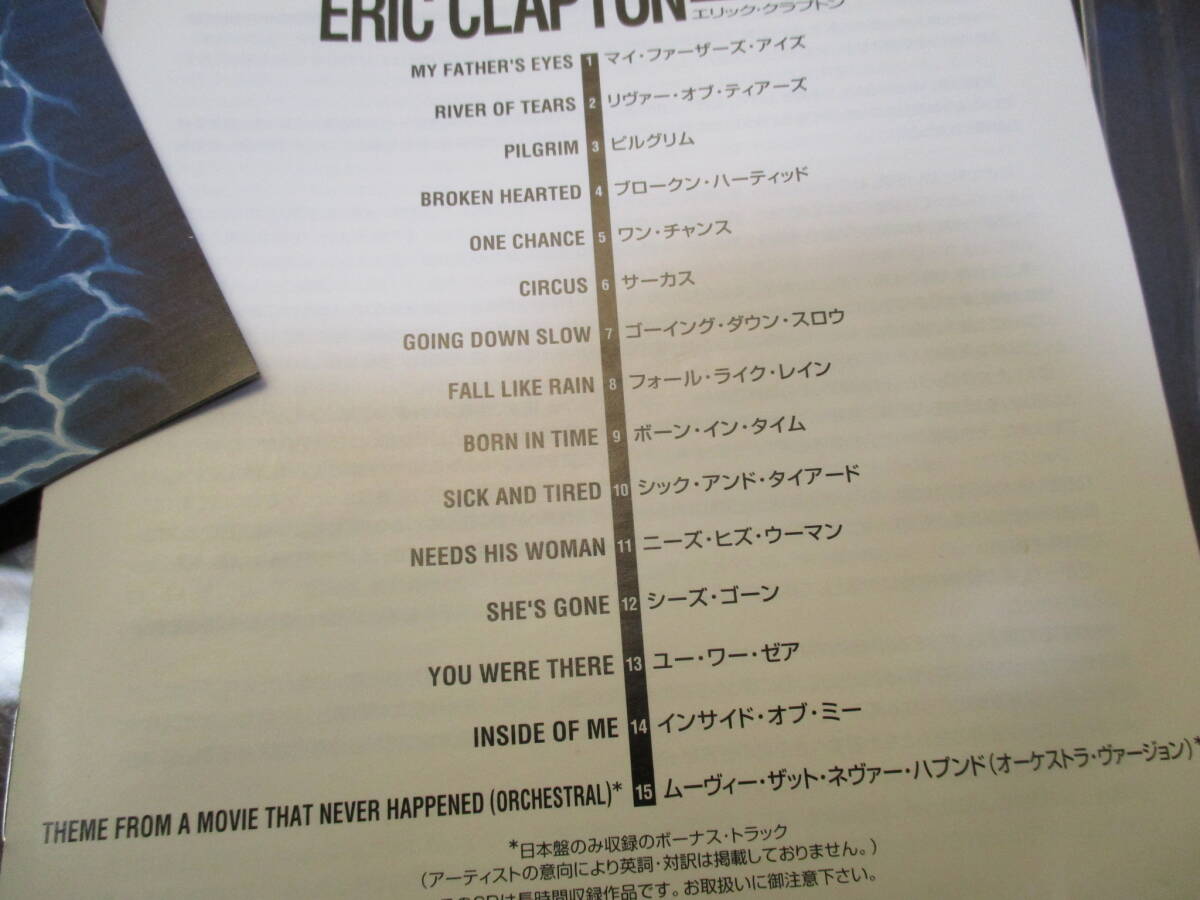 ERIC CLAPTON
エリック・クラプトン
MY FATHER'S EYES 1 マイ・ファーザーズ・アイズ
RIVER OF TEARS 2 リヴァー・オブ・ティアーズ
PILGRIM 3 ピルグリム
BROKEN HEARTED 4 ブロークン・ハーティッド
ONE CHANCE 5 ワン・チャンス
CIRCUS 6 サーカス
GOING DOWN SLOW 7 ゴーイング・ダウン・スロウ
FALL LIKE RAIN 8 フォール・ライク・レイン
BORN IN TIME 9 ボーン・イン・タイム
SICK AND TIRED 10 シック・アンド・タイアード
NEEDS HIS WOMAN 11 ニーズ・ヒズ・ウーマン
SHE'S GONE 12 シーズ・ゴーン
YOU WERE THERE 13 ユー・ワー・ゼア
INSIDE OF ME 14 インサイド・オブ・ミー
THEME FROM A MOVIE THAT NEVER HAPPENED (ORCHESTRAL)* 15 ムーヴィー・ザット・ネヴァー・ハプンド(オーケストラ・ヴァージョン)*
*日本盤のみ収録のボーナス・トラック
(アーティストの意向により英詞・対訳は掲載しておりません。)
CDは長時間収録作品です。お取扱いに御注意下さい。